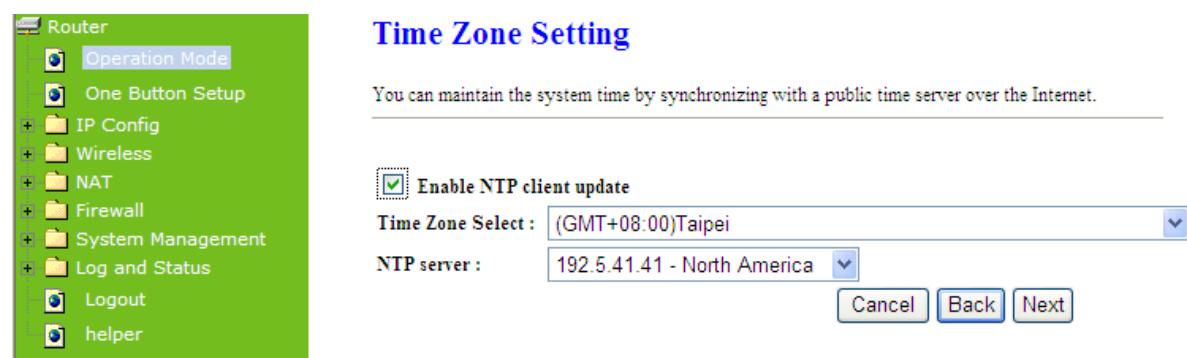 Router
Operation Mode
One Button Setup
IP Config
Wireless
NAT
Firewall
System Management
Log and Status
Logout
helper
Time Zone Setting
You can maintain the system time by synchronizing with a public time server over the Internet.
Enable NTP client update
Time Zone Select : (GMT+08:00)Taipei
NTP server : 192.5.41.41 - North America
Cancel Back Next